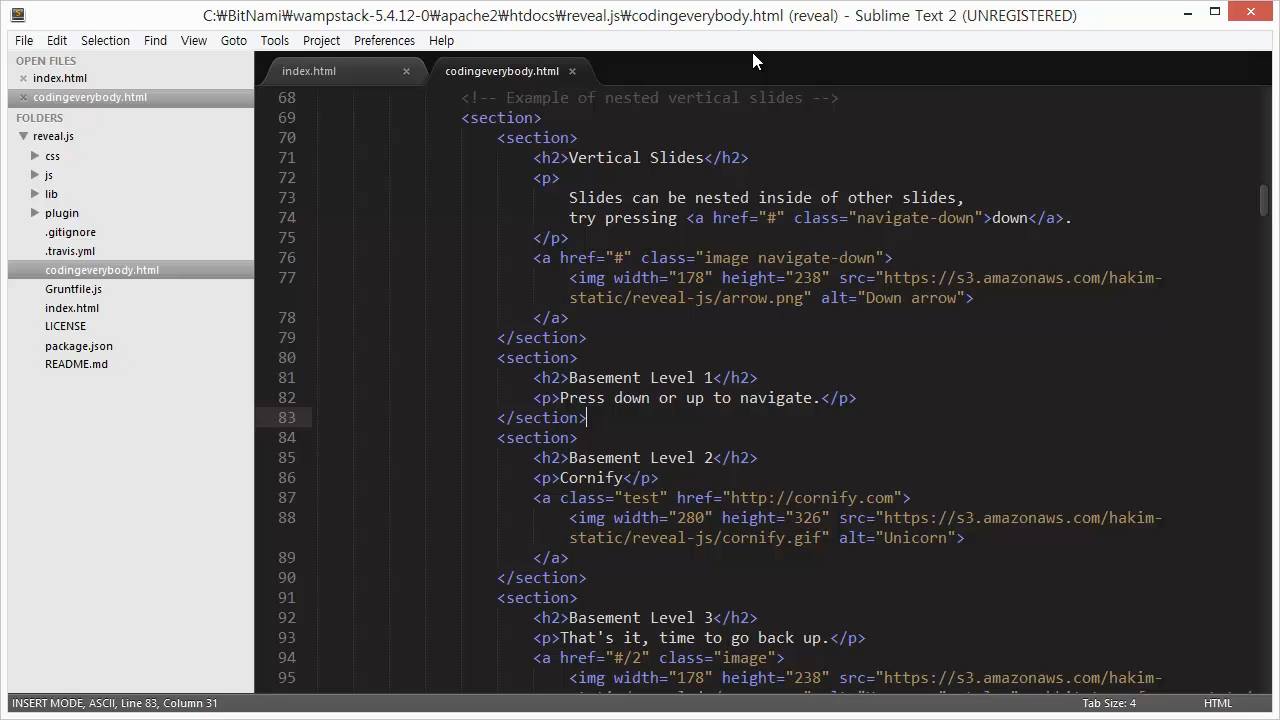 C:\BitNami\wampstack-5.4.12-0\apache2\htdocs\reveal.js\codingeverybody.html (reveal) - Sublime Text 2 (UNREGISTERED)
File Edit Selection Find View Goto Tools Project Preferences Help
OPEN FILES
index.html
codingeverybody.html
FOLDERS
reveal.js
css
js
lib
plugin
.gitignore
.travis.yml
codingeverybody.html
Gruntfile.js
index.html
LICENSE
package.json
README.md
index.html codingeverybody.html
68 <!-- Example of nested vertical slides -->
69 <section>
70 <section>
71 <h2>Vertical Slides</h2>
72 <p>
73 Slides can be nested inside of other slides,
74 try pressing <a href="#" class="navigate-down">down</a>.
75 </p>
76 <a href="#" class="image navigate-down">
77 <img width="178" height="238" src="https://s3.amazonaws.com/hakim-
static/reveal-js/arrow.png" alt="Down arrow">
78 </a>
79 </section>
80 <section>
81 <h2>Basement Level 1</h2>
82 <p>Press down or up to navigate.</p>
83 </section>
84 <section>
85 <h2>Basement Level 2</h2>
86 <p>Cornify</p>
87 <a class="test" href="http://cornify.com">
88 <img width="280" height="326" src="https://s3.amazonaws.com/hakim-
static/reveal-js/cornify.gif" alt="Unicorn">
89 </a>
90 </section>
91 <section>
92 <h2>Basement Level 3</h2>
93 <p>That's it, time to go back up.</p>
94 <a href="#/2" class="image">
95 <img width="178" height="238" src="https://s3.amazonaws.com/hakim-
INSERT MODE, ASCII, Line 83, Column 31 Tab Size: 4 HTML